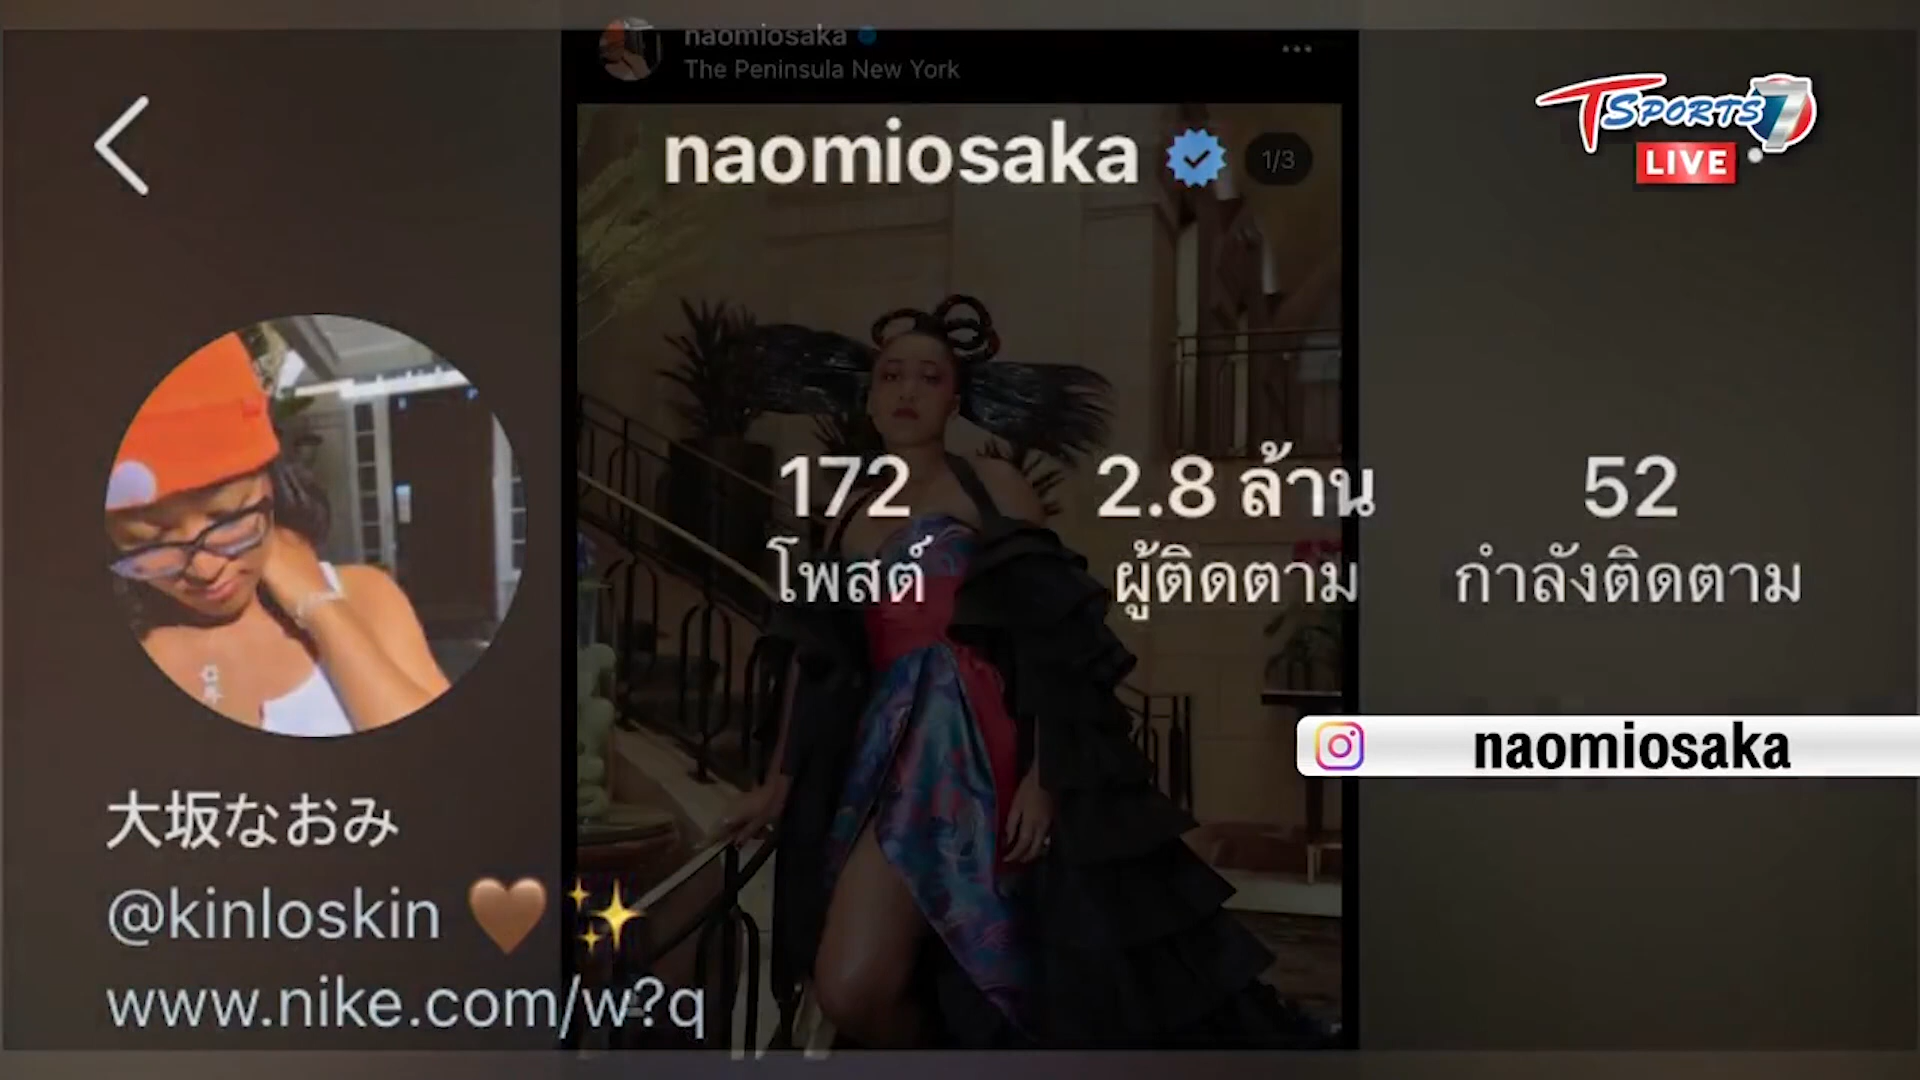 naomiosaka
The Peninsula New York
TSPORTS 7
LIVE
naomiosaka
1/3
172
2.8 ล้าน
52
โพสต์
ผู้ติดตาม
กำลังติดตาม
naomiosaka
大坂なおみ
@kinloskin 🤎 ✨
www.nike.com/w?q